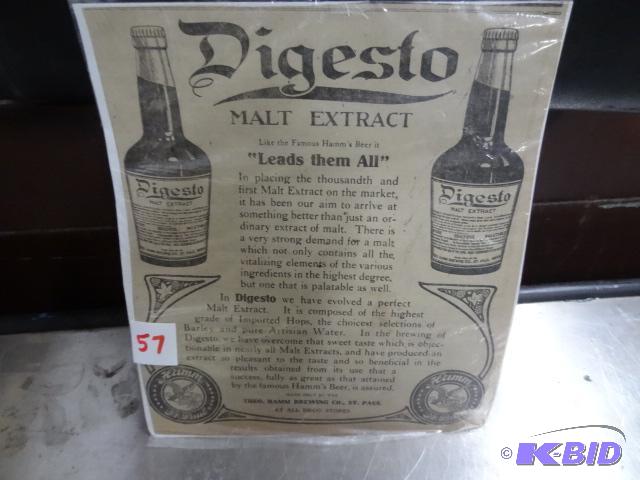 Digesto
MALT EXTRACT
Like the Famous Hamm's Beer it
"Leads them All"
In placing the thousandth and
first Malt Extract on the market,
it has been our aim to arrive at
something better than just an or-
dinary extract of malt. There is
a very strong demand for a malt
which not only contains all the
vitalizing elements of the various
ingredients in the highest degree,
but one that is palatable as well.
In Digesto we have evolved a perfect
Malt Extract. It is composed of the highest
grade of Imported Hops, the choicest selections of
Barley and pure Artisian Water. In the brewing of
Digesto we have overcome that sweet taste which is objec-
tionable in nearly all Malt Extracts, and have produced an
extract so pleasant to the taste and so beneficial in the
results obtained from its use that a
success, fully as great as that attained
by the famous Hamm's Beer, is assured.
MADE ONLY BY THE
THEO. HAMM BREWING CO., ST. PAUL
AT ALL DRUG STORES
Digesto
MALT EXTRACT
Digesto
MALT EXTRACT
Hamm's
Hamm's
57
© K-BID